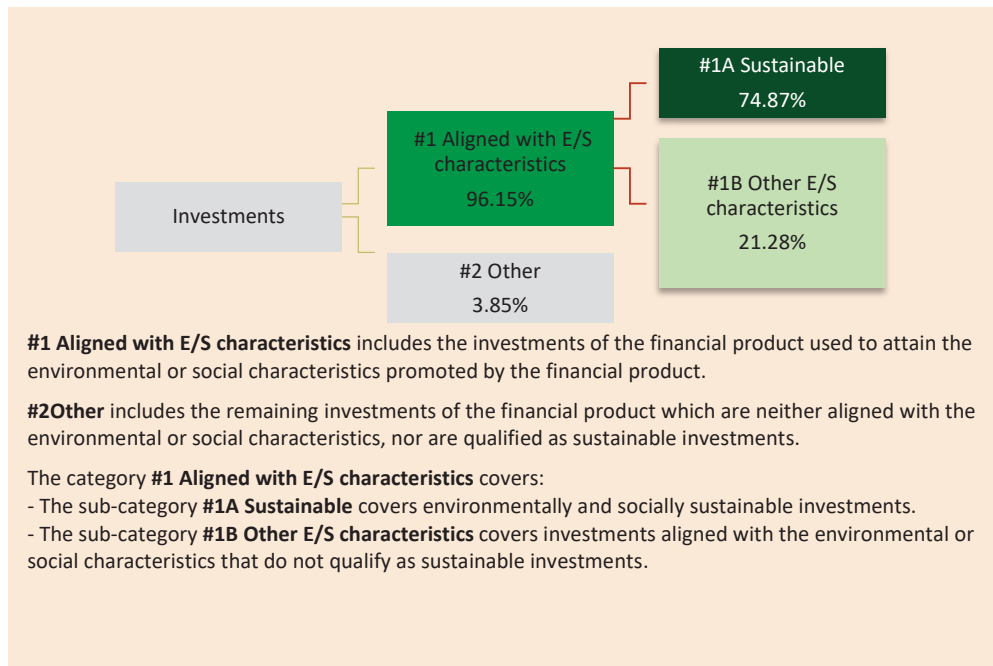 #1A Sustainable
74.87%
#1 Aligned with E/S
characteristics
96.15%
#1B Other E/S
characteristics
21.28%
Investments
#2 Other
3.85%
#1 Aligned with E/S characteristics includes the investments of the financial product used to attain the
environmental or social characteristics promoted by the financial product.
#2Other includes the remaining investments of the financial product which are neither aligned with the
environmental or social characteristics, nor are qualified as sustainable investments.
The category #1 Aligned with E/S characteristics covers:
- The sub-category #1A Sustainable covers environmentally and socially sustainable investments.
- The sub-category #1B Other E/S characteristics covers investments aligned with the environmental or
social characteristics that do not qualify as sustainable investments.